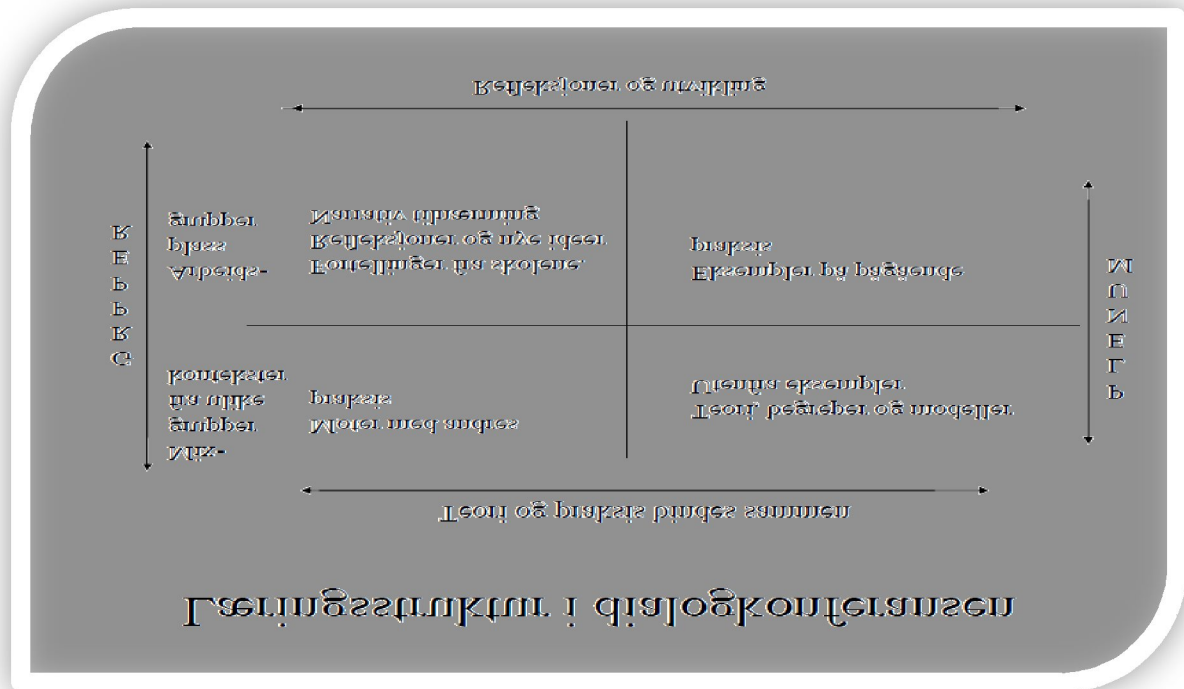 Læringsstruktur i dialogkonferansen
Teori og praksis bindes sammen
Mix-
grupper
fra ulike
kontekster
Møter med andres
praksis
Teori, begreper og modeller.
Utenfra eksempler.
G
R
P
P
E
R
P
L
E
N
U
M
Arbeids-
plass
grupper
Fortellinger fra skolene.
Refleksjoner og nye ideer
Narrativ tilnærming
Eksempler på pågående
praksis
Refleksjoner og utvikling